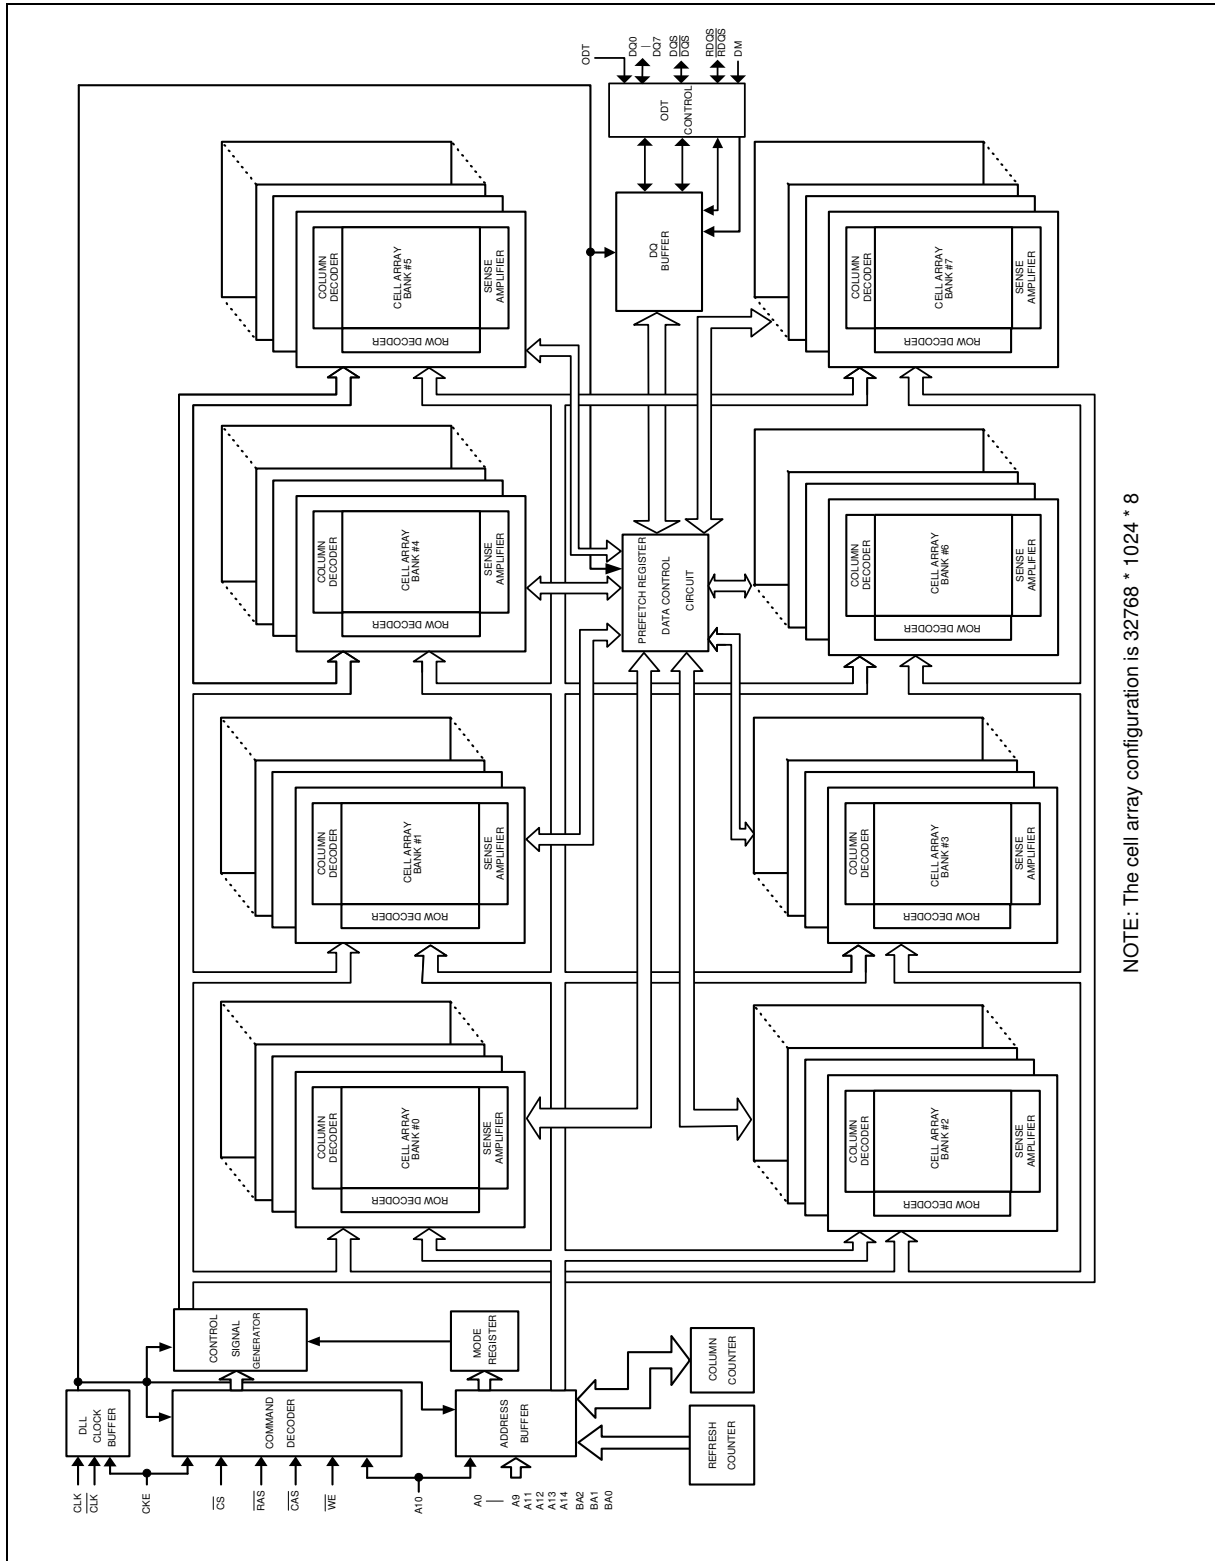 CLK
CLK
CKE
CS
RAS
CAS
WE
A10
A0
A9
A11
A12
A13
A14
BA2
BA1
BA0
DLL
CLOCK
BUFFER
COMMAND
DECODER
ADDRESS
BUFFER
REFRESH
COUNTER
COLUMN
COUNTER
CONTROL
SIGNAL
GENERATOR
MODE
REGISTER
COLUMN
DECODER
CELL ARRAY
BANK #0
SENSE
AMPLIFIER
ROW DECODER
COLUMN
DECODER
CELL ARRAY
BANK #1
SENSE
AMPLIFIER
ROW DECODER
COLUMN
DECODER
CELL ARRAY
BANK #4
SENSE
AMPLIFIER
ROW DECODER
COLUMN
DECODER
CELL ARRAY
BANK #5
SENSE
AMPLIFIER
ROW DECODER
PREFETCH REGISTER
DATA CONTROL
CIRCUIT
DQ
BUFFER
ODT
CONTROL
ODT
DQ0
DQ7
DQS
DQS
RDQS
RDQS
DM
COLUMN
DECODER
CELL ARRAY
BANK #2
SENSE
AMPLIFIER
ROW DECODER
COLUMN
DECODER
CELL ARRAY
BANK #3
SENSE
AMPLIFIER
ROW DECODER
COLUMN
DECODER
CELL ARRAY
BANK #6
SENSE
AMPLIFIER
ROW DECODER
COLUMN
DECODER
CELL ARRAY
BANK #7
SENSE
AMPLIFIER
ROW DECODER
NOTE: The cell array configuration is 32768 * 1024 * 8